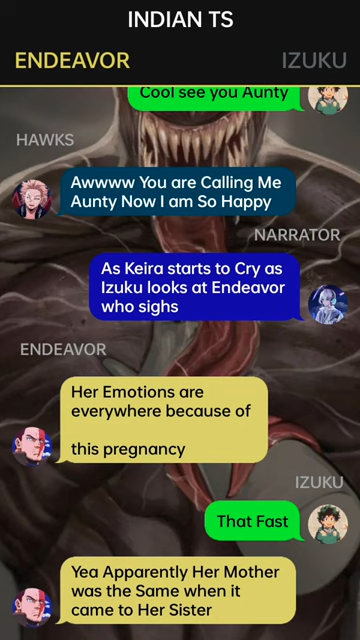 INDIAN TS
ENDEAVOR
IZUKU
Cool see you Aunty
HAWKS
Awwww You are Calling Me
Aunty Now I am So Happy
NARRATOR
As Keira starts to Cry as
Izuku looks at Endeavor
who sighs
ENDEAVOR
Her Emotions are
everywhere because of
this pregnancy
IZUKU
That Fast
Yea Apparently Her Mother
was the Same when it
came to Her Sister